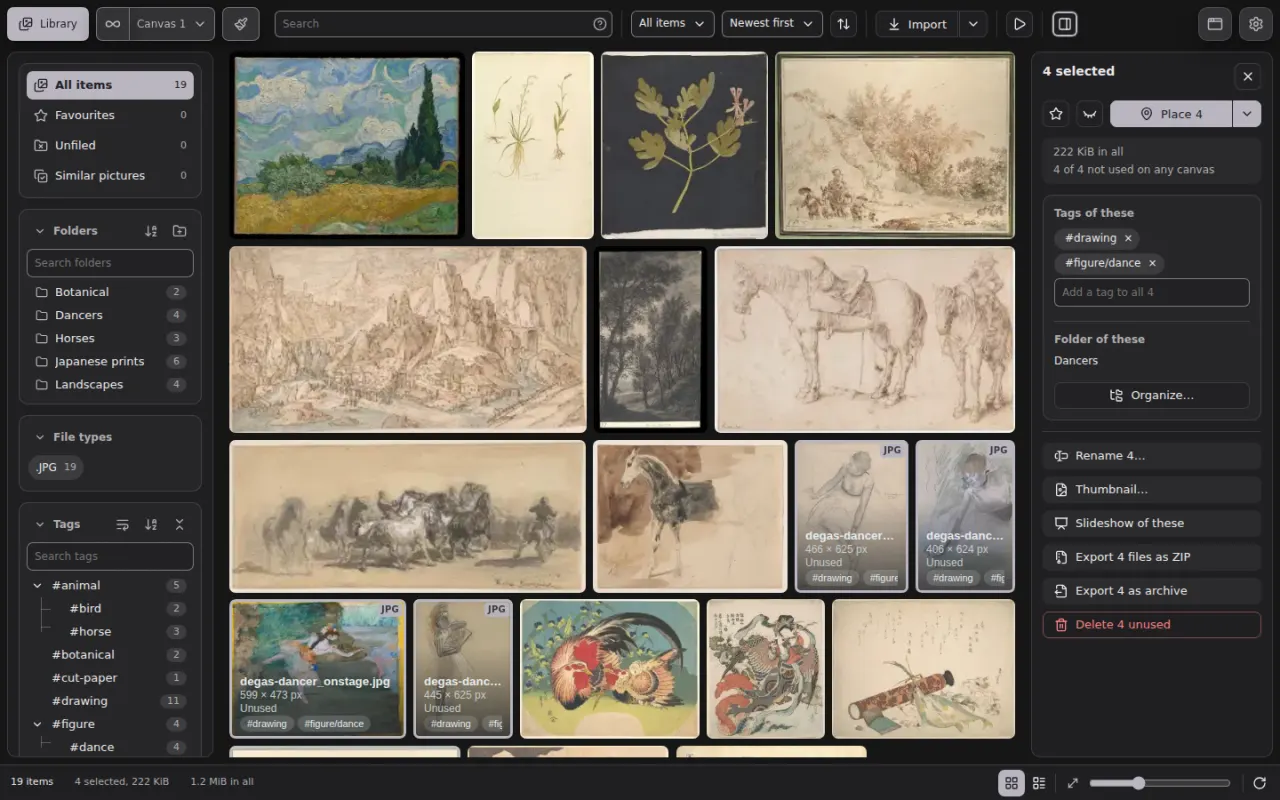 Library
Canvas 1
Search
All items
Newest first
Import
All items 19
Favourites 0
Unfiled 0
Similar pictures 0
Folders
Search folders
Botanical 2
Dancers 4
Horses 3
Japanese prints 6
Landscapes 4
File types
.JPG 19
Tags
Search tags
#animal 5
#bird 2
#horse 3
#botanical 2
#cut-paper 1
#drawing 11
#figure 4
#dance 4
JPG
degas-dancer…
466 × 625 px
Unused
#drawing #figure
JPG
degas-danc…
406 × 624 px
Unused
#drawing #fig
JPG
degas-dancer_onstage.jpg
599 × 473 px
Unused
#drawing #figure/dance
JPG
degas-danc…
445 × 625 px
Unused
#drawing #fig
4 selected
Place 4
222 KiB in all
4 of 4 not used on any canvas
Tags of these
#drawing ×
#figure/dance ×
Add a tag to all 4
Folder of these
Dancers
Organize…
Rename 4…
Thumbnail…
Slideshow of these
Export 4 files as ZIP
Export 4 as archive
Delete 4 unused
19 items 4 selected, 222 KiB 1.2 MiB in all